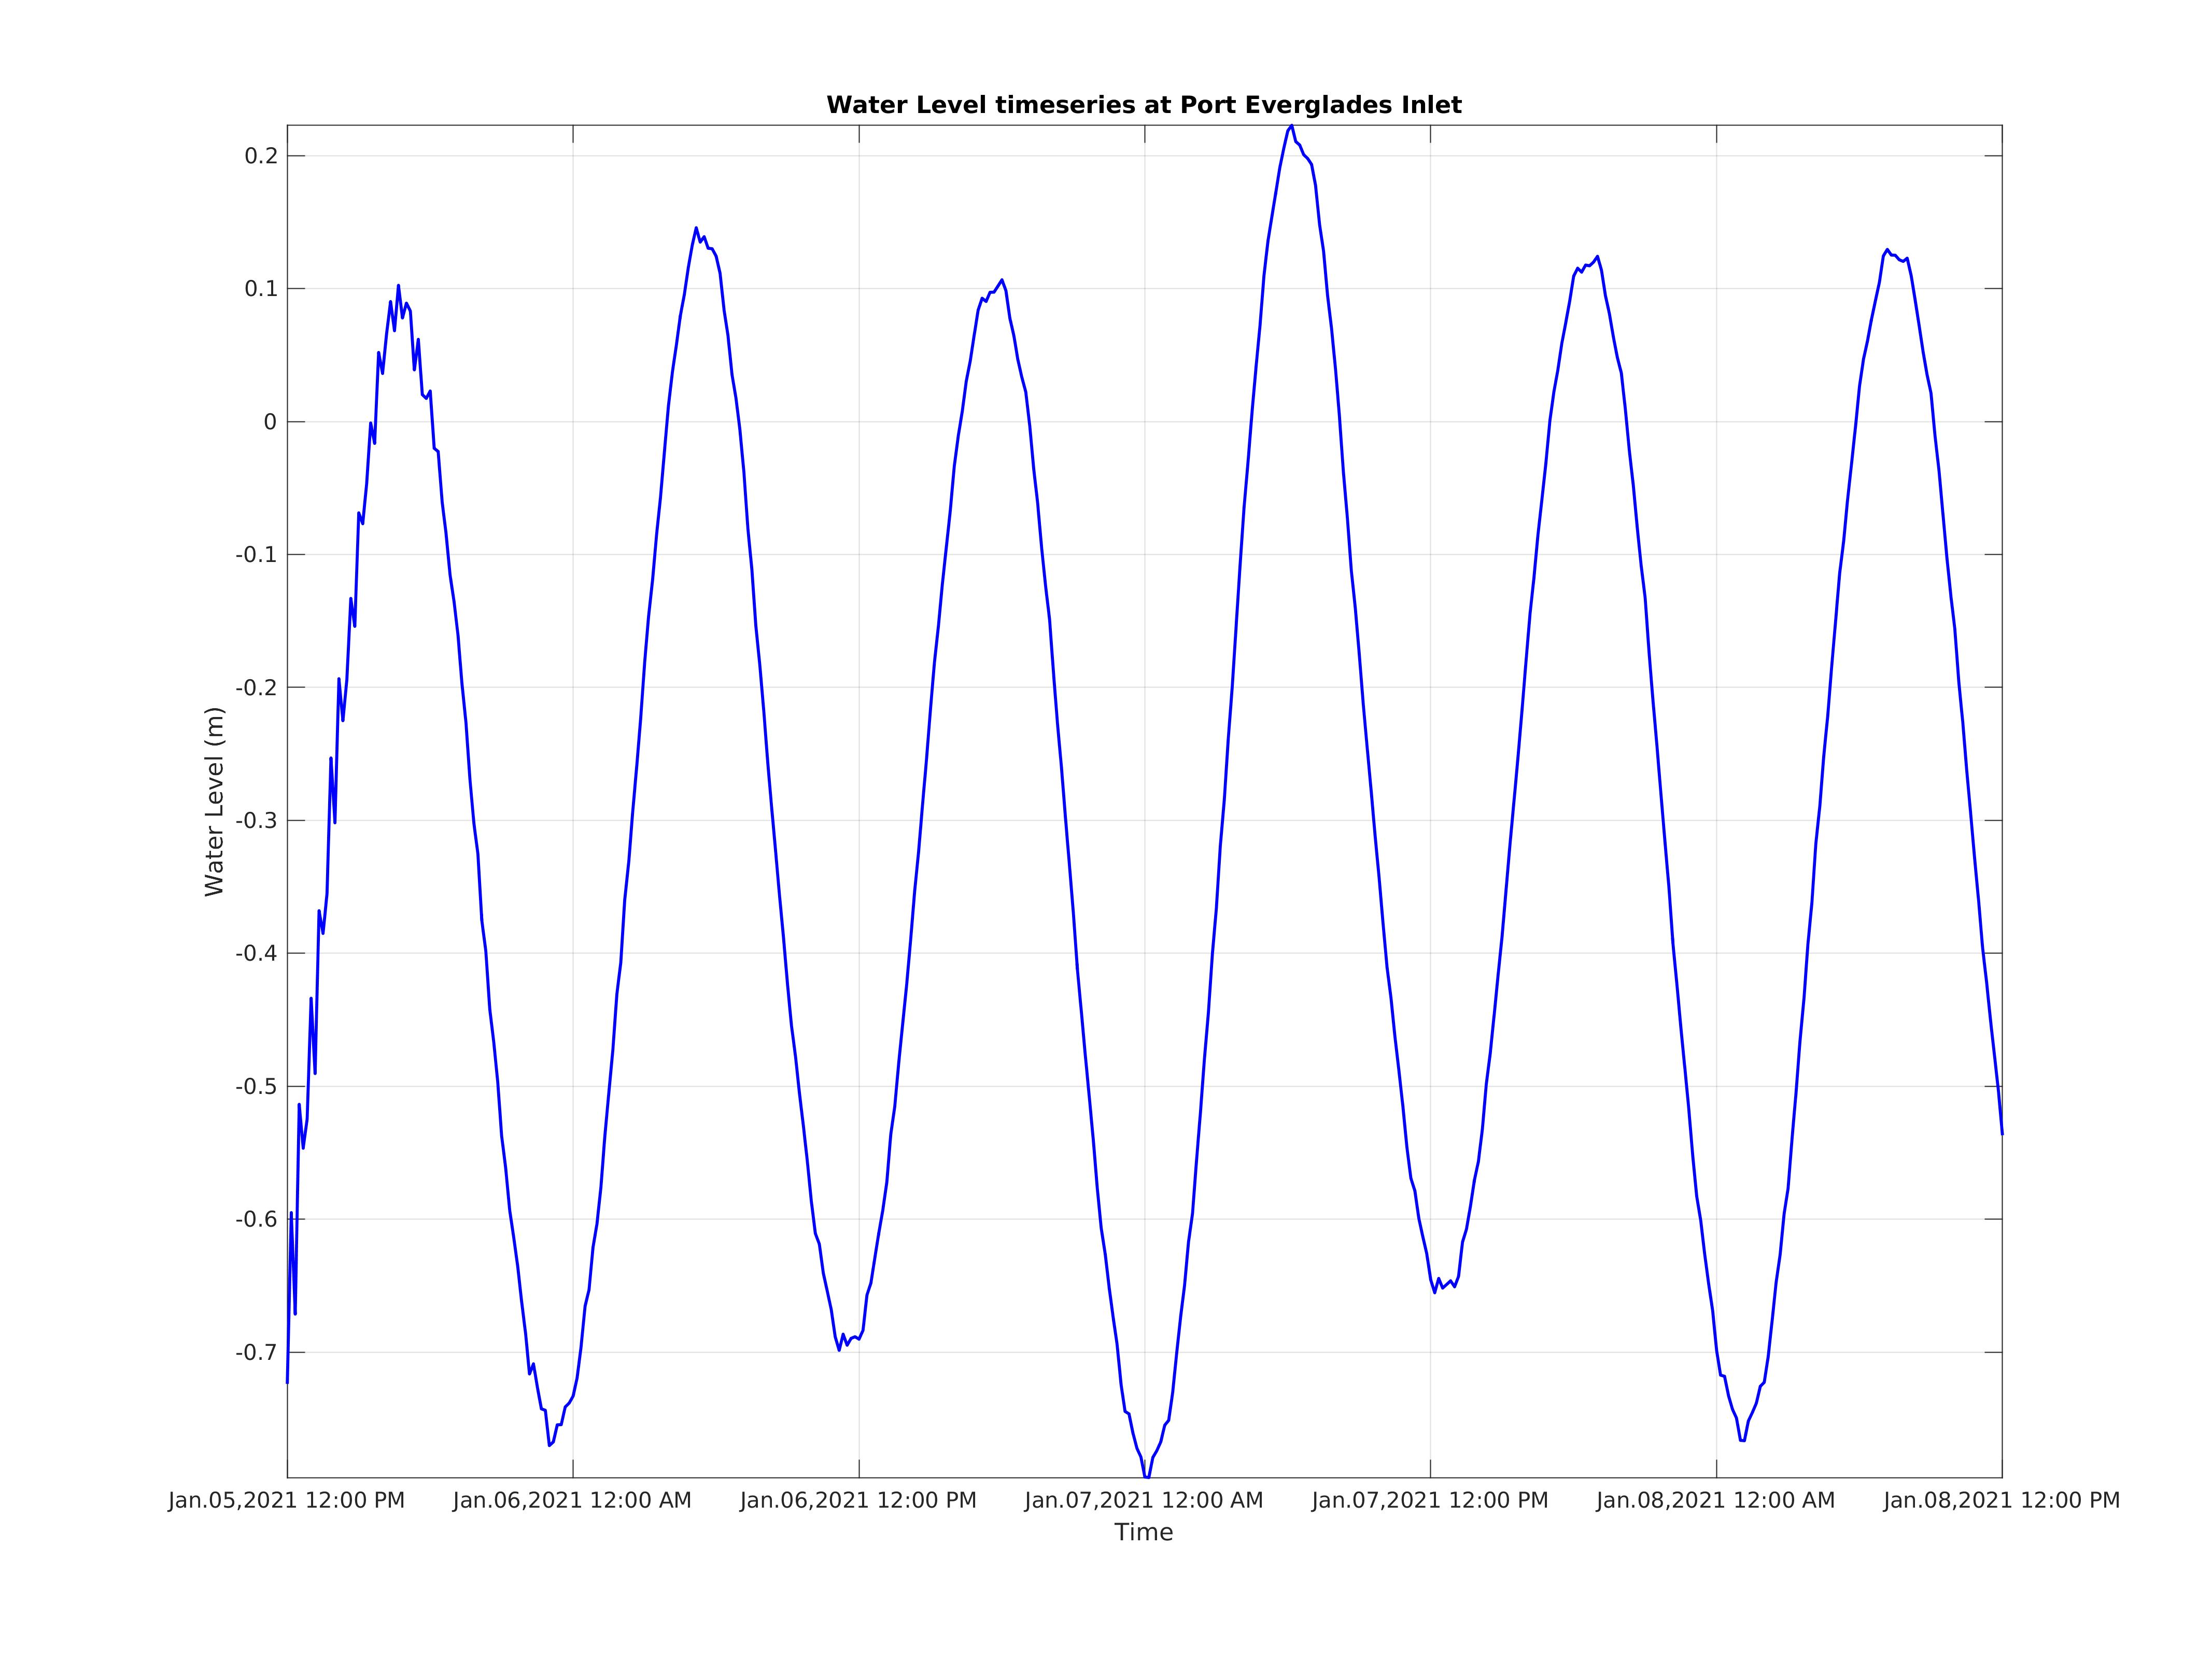 Water Level timeseries at Port Everglades Inlet
0.2
0.1
0
-0.1
-0.2
-0.3
-0.4
-0.5
-0.6
-0.7
Water Level (m)
Jan.05,2021 12:00 PM
Jan.06,2021 12:00 AM
Jan.06,2021 12:00 PM
Jan.07,2021 12:00 AM
Jan.07,2021 12:00 PM
Jan.08,2021 12:00 AM
Jan.08,2021 12:00 PM
Time